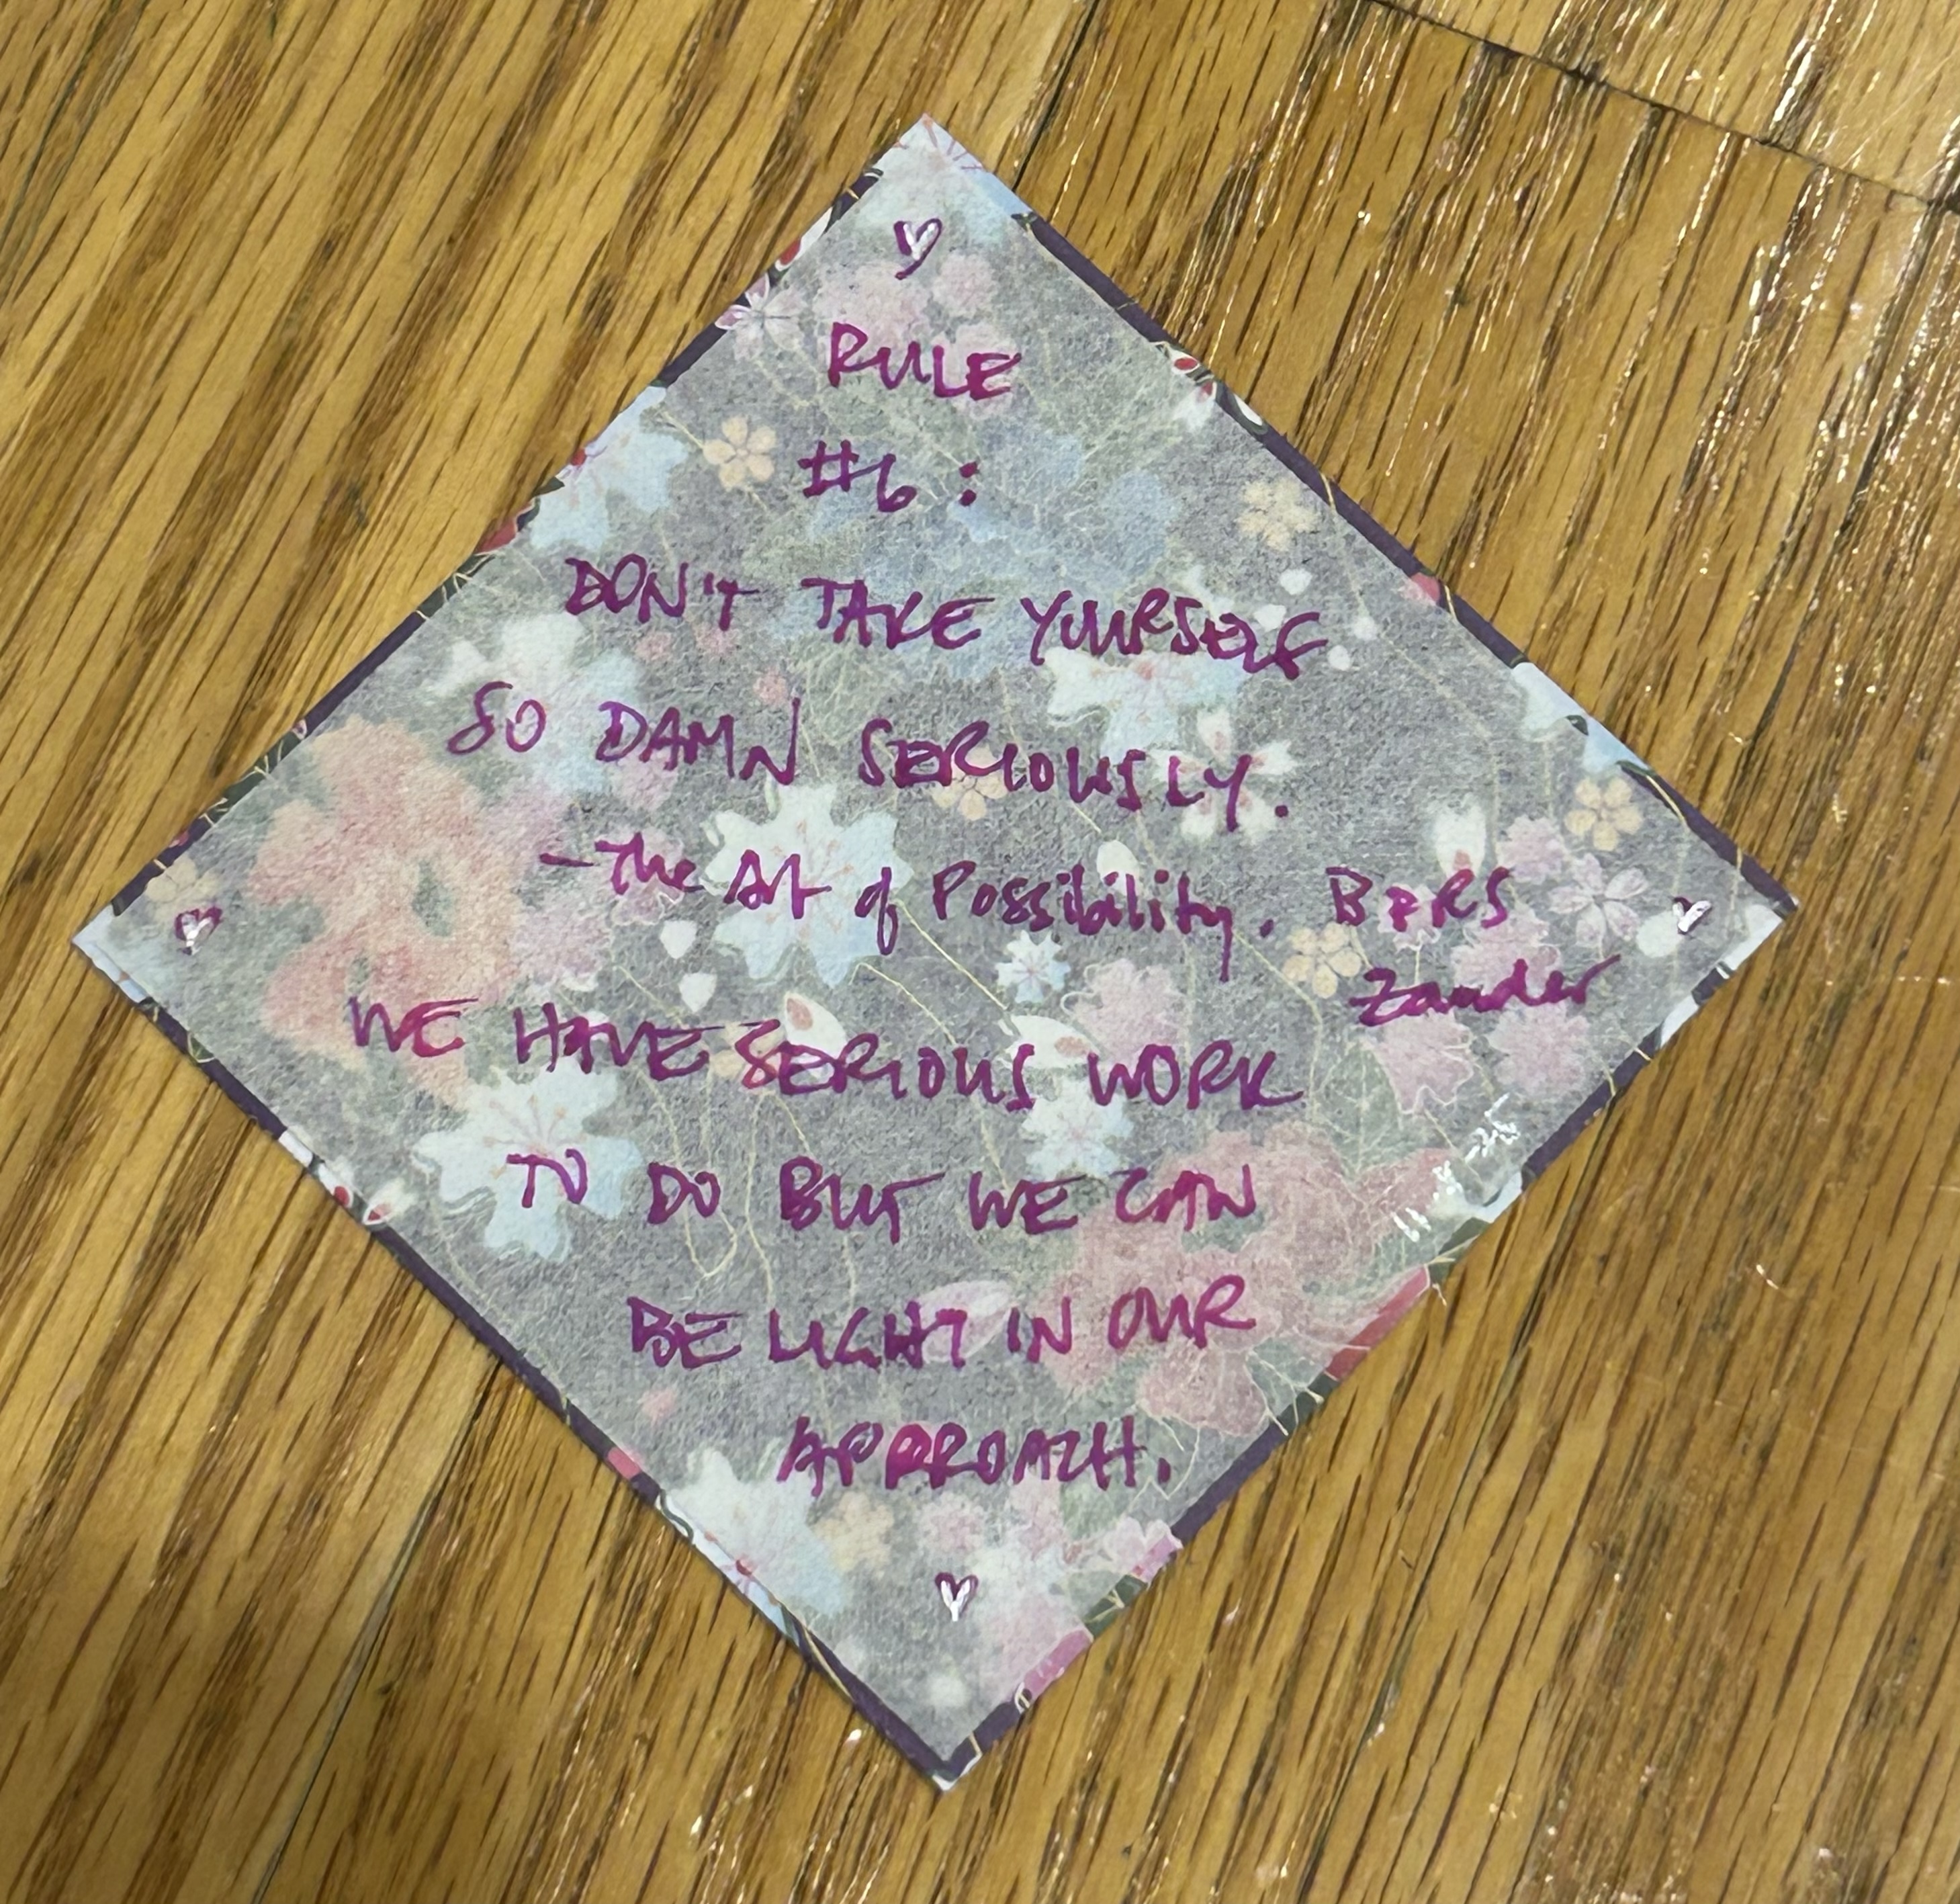 RULE
#6 :
DON'T TAKE YOURSELF
SO DAMN SERIOUSLY.
- The Art of Possibility. B & RS
Zander
WE HAVE SERIOUS WORK
TO DO BUT WE CAN
BE LIGHT IN OUR
APPROACH.